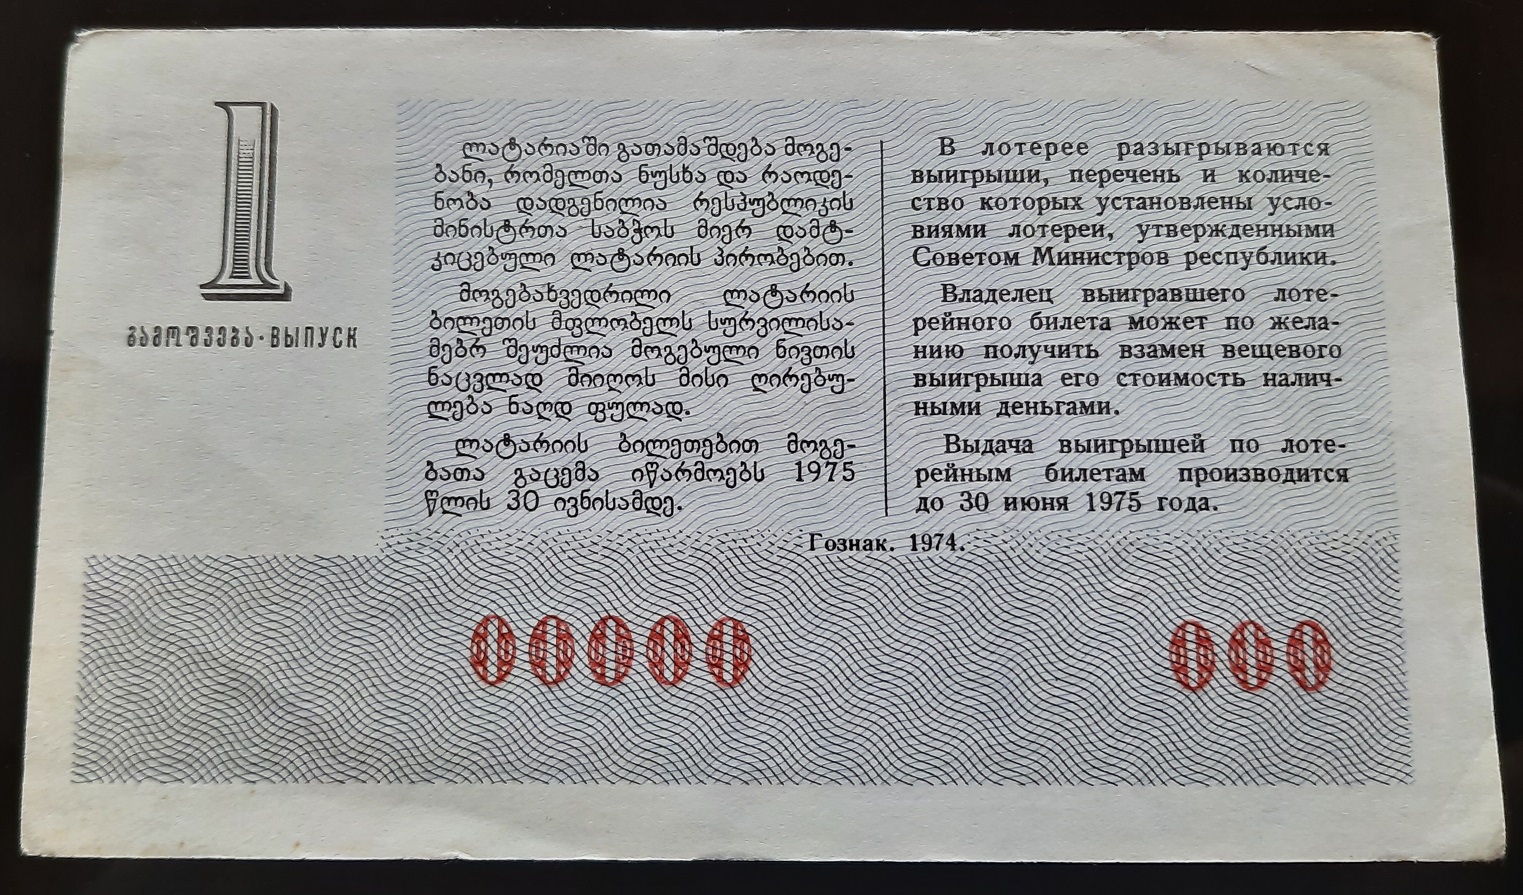 1
გამოშვება · ВЫПУСК
ლატარიაში გათამაშდება მოგე-
ბანი, რომელთა ნუსხა და რაოდე-
ნობა დადგენილია რესპუბლიკის
მინისტრთა საბჭოს მიერ დამტ-
კიცებული ლატარიის პირობებით.
მოგებახვედრილი ლატარიის
ბილეთის მფლობელს სურვილისა-
მებრ შეუძლია მოგებული ნივთის
ნაცვლად მიიღოს მისი ღირებუ-
ლება ნაღდ ფულად.
ლატარიის ბილეთებით მოგე-
ბათა გაცემა იწარმოებს 1975
წლის 30 ივნისამდე.
В лотерее разыгрываются
выигрыши, перечень и количе-
ство которых установлены усло-
виями лотереи, утвержденными
Советом Министров республики.
Владелец выигравшего лоте-
рейного билета может по жела-
нию получить взамен вещевого
выигрыша его стоимость налич-
ными деньгами.
Выдача выигрышей по лоте-
рейным билетам производится
до 30 июня 1975 года.
Гознак. 1974.
00000 000